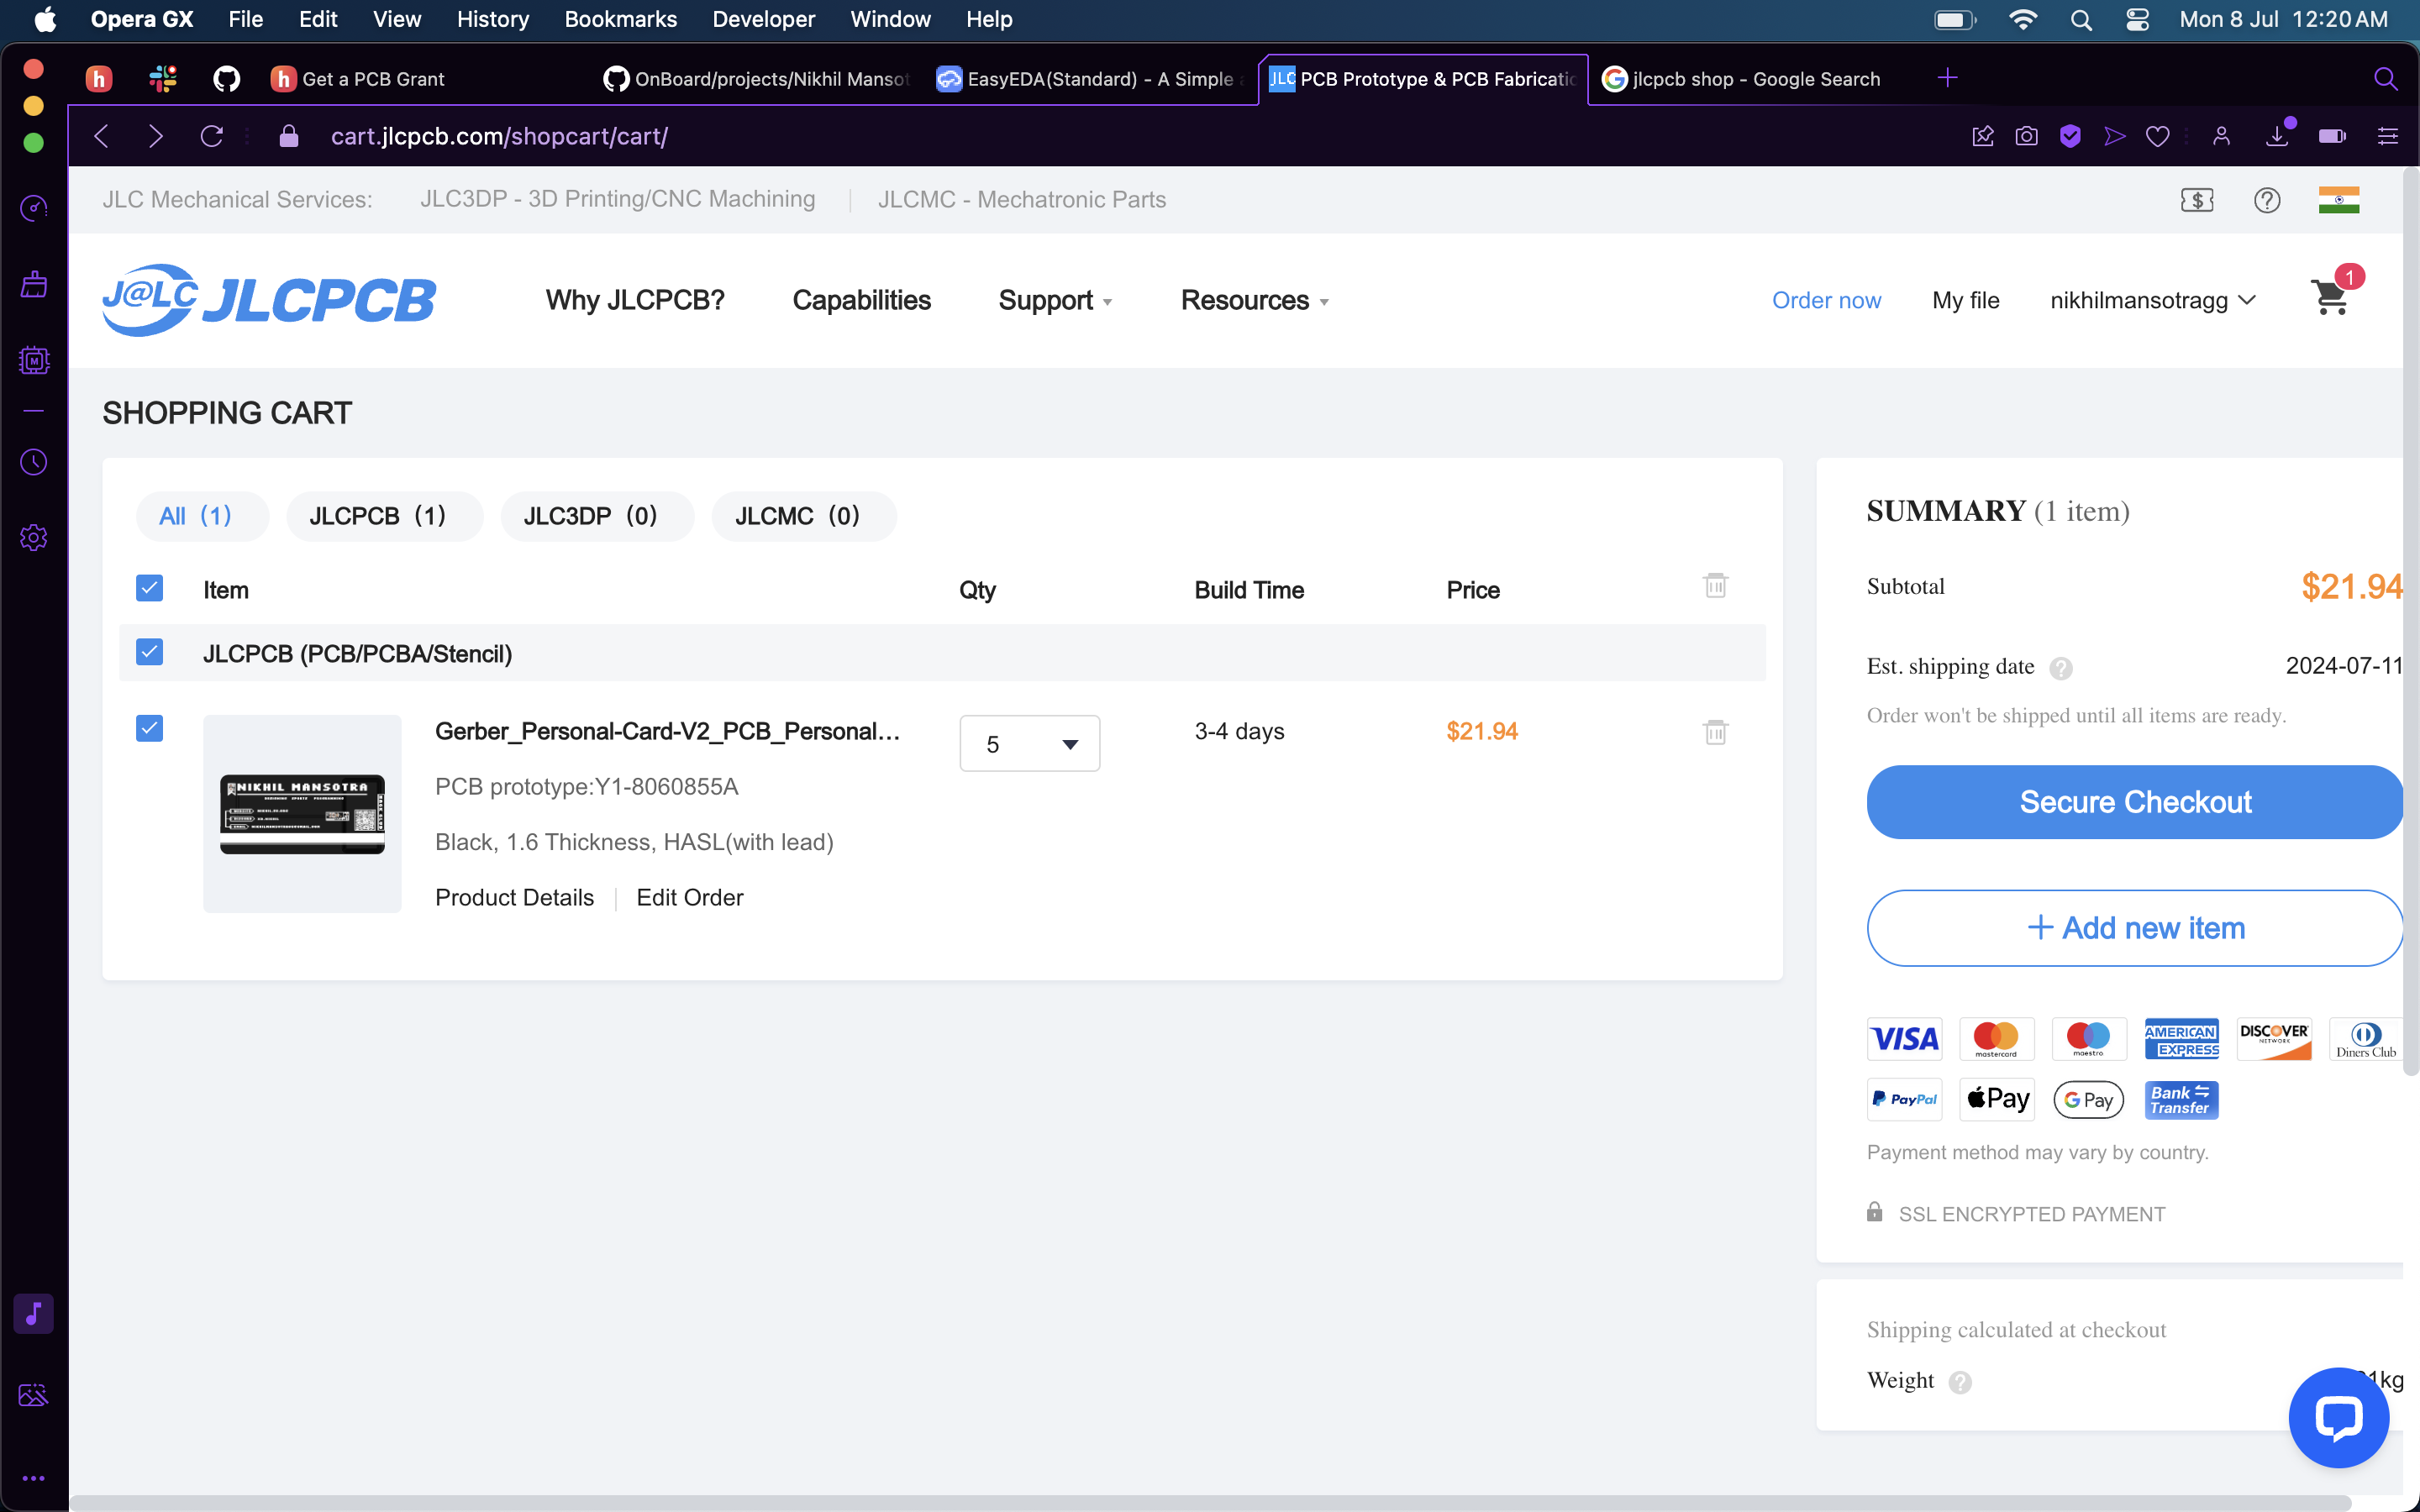 Opera GX File Edit View History Bookmarks Developer Window Help Mon 8 Jul 12:20 AM
Get a PCB Grant OnBoard/projects/Nikhil Mansot EasyEDA(Standard) - A Simple JLC PCB Prototype & PCB Fabricatio jlcpcb shop - Google Search
cart.jlcpcb.com/shopcart/cart/
JLC Mechanical Services: JLC3DP - 3D Printing/CNC Machining JLCMC - Mechatronic Parts
J@LC JLCPCB Why JLCPCB? Capabilities Support Resources Order now My file nikhilmansotragg 1
SHOPPING CART
All (1) JLCPCB (1) JLC3DP (0) JLCMC (0)
Item Qty Build Time Price
JLCPCB (PCB/PCBA/Stencil)
Gerber_Personal-Card-V2_PCB_Personal... 5 3-4 days $21.94
PCB prototype:Y1-8060855A
NIKHIL MANSOTRA
Black, 1.6 Thickness, HASL(with lead)
Product Details Edit Order
SUMMARY (1 item)
Subtotal $21.94
Est. shipping date ? 2024-07-11
Order won't be shipped until all items are ready.
Secure Checkout
+ Add new item
VISA mastercard maestro AMERICAN EXPRESS DISCOVER NETWORK Diners Club
PayPal Pay G Pay Bank Transfer
Payment method may vary by country.
SSL ENCRYPTED PAYMENT
Shipping calculated at checkout
Weight ? 1kg